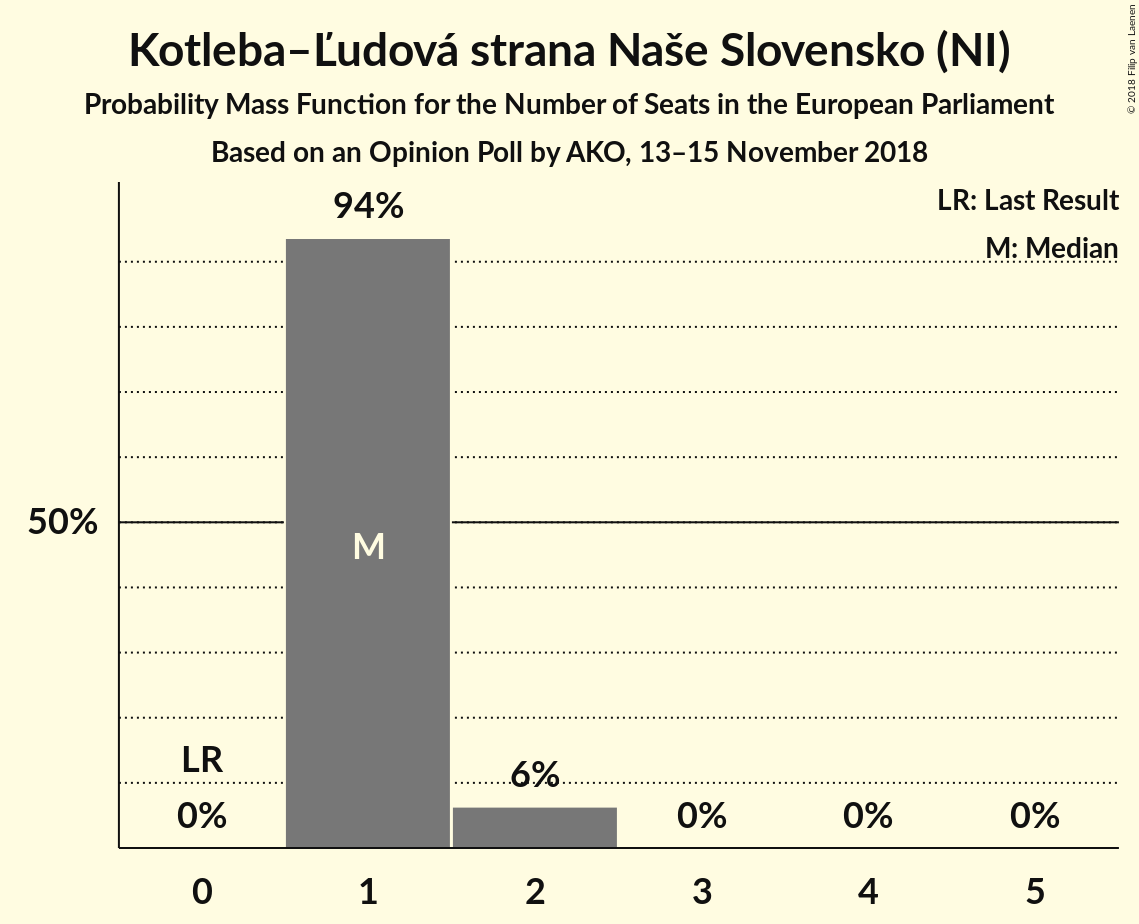 Kotleba–Ľudová strana Naše Slovensko (NI)
Probability Mass Function for the Number of Seats in the European Parliament
Based on an Opinion Poll by AKO, 13–15 November 2018
© 2018 Filip van Laenen
LR: Last Result
M: Median
94%
50%
M
LR
0%
6%
0%
0%
0%
0 1 2 3 4 5